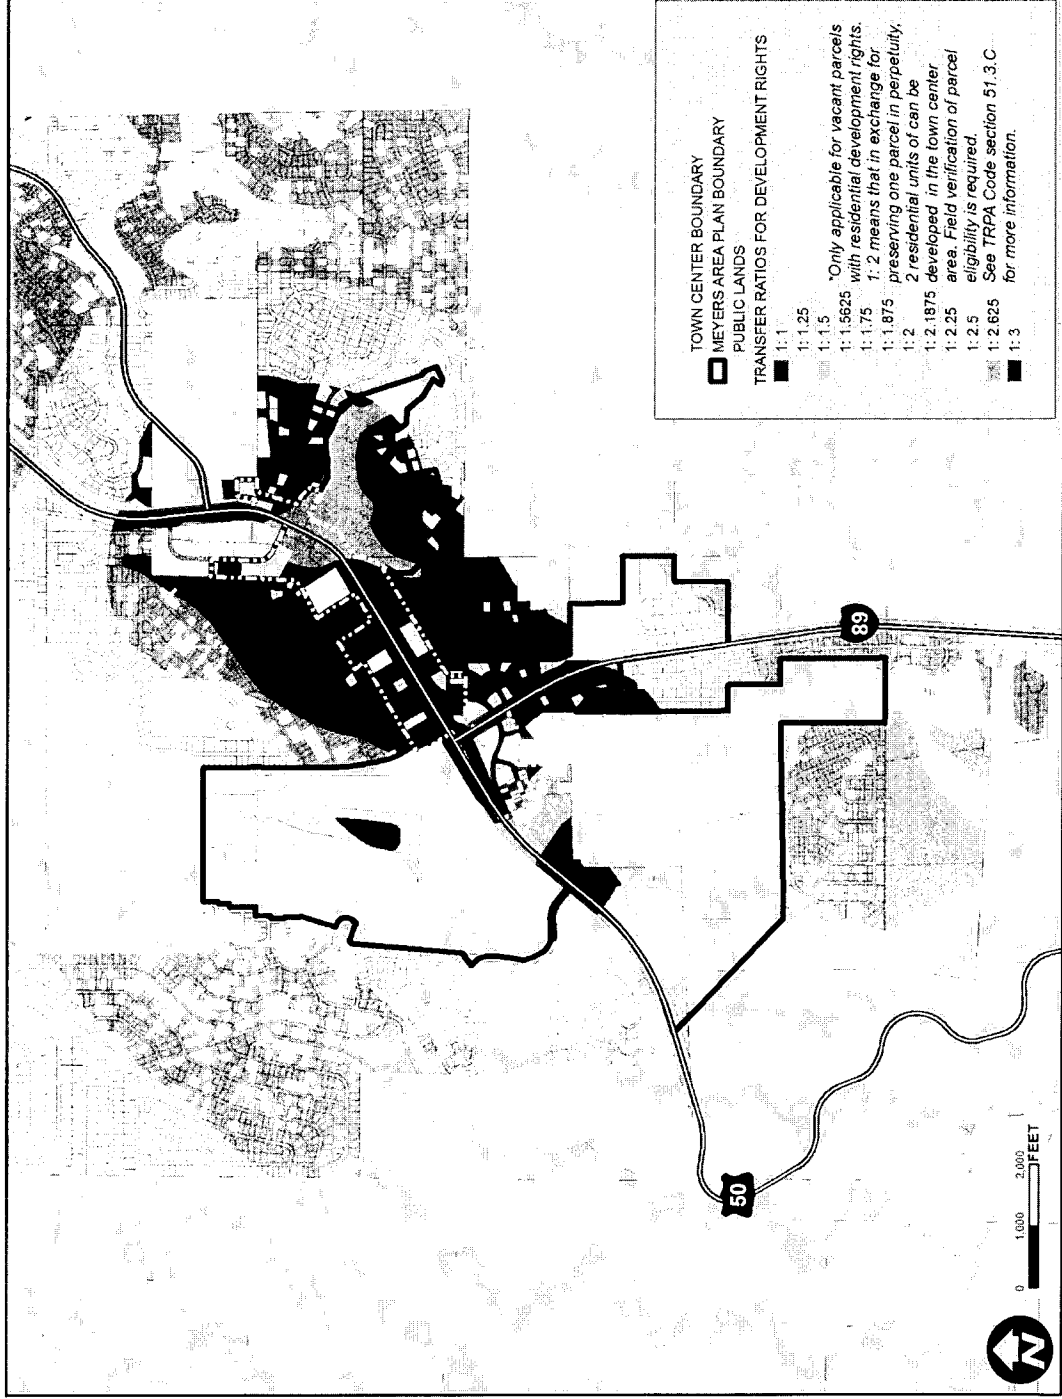 TOWN CENTER BOUNDARY
MEYERS AREA PLAN BOUNDARY
PUBLIC LANDS
TRANSFER RATIOS FOR DEVELOPMENT RIGHTS
1:1
1:1.25
1:1.5
1:1.5625
1:1.75
1:1.875
1:2
1:2.1875
1:2.25
1:2.5
1:2.625
1:3
*Only applicable for vacant parcels
with residential development rights.
1: 2 means that in exchange for
preserving one parcel in perpetuity,
2 residential units of can be
developed in the town center
area. Field verification of parcel
eligibility is required.
See TRPA Code section 51.3.C
for more information.
89
50
0 1,000 2,000
FEET
N